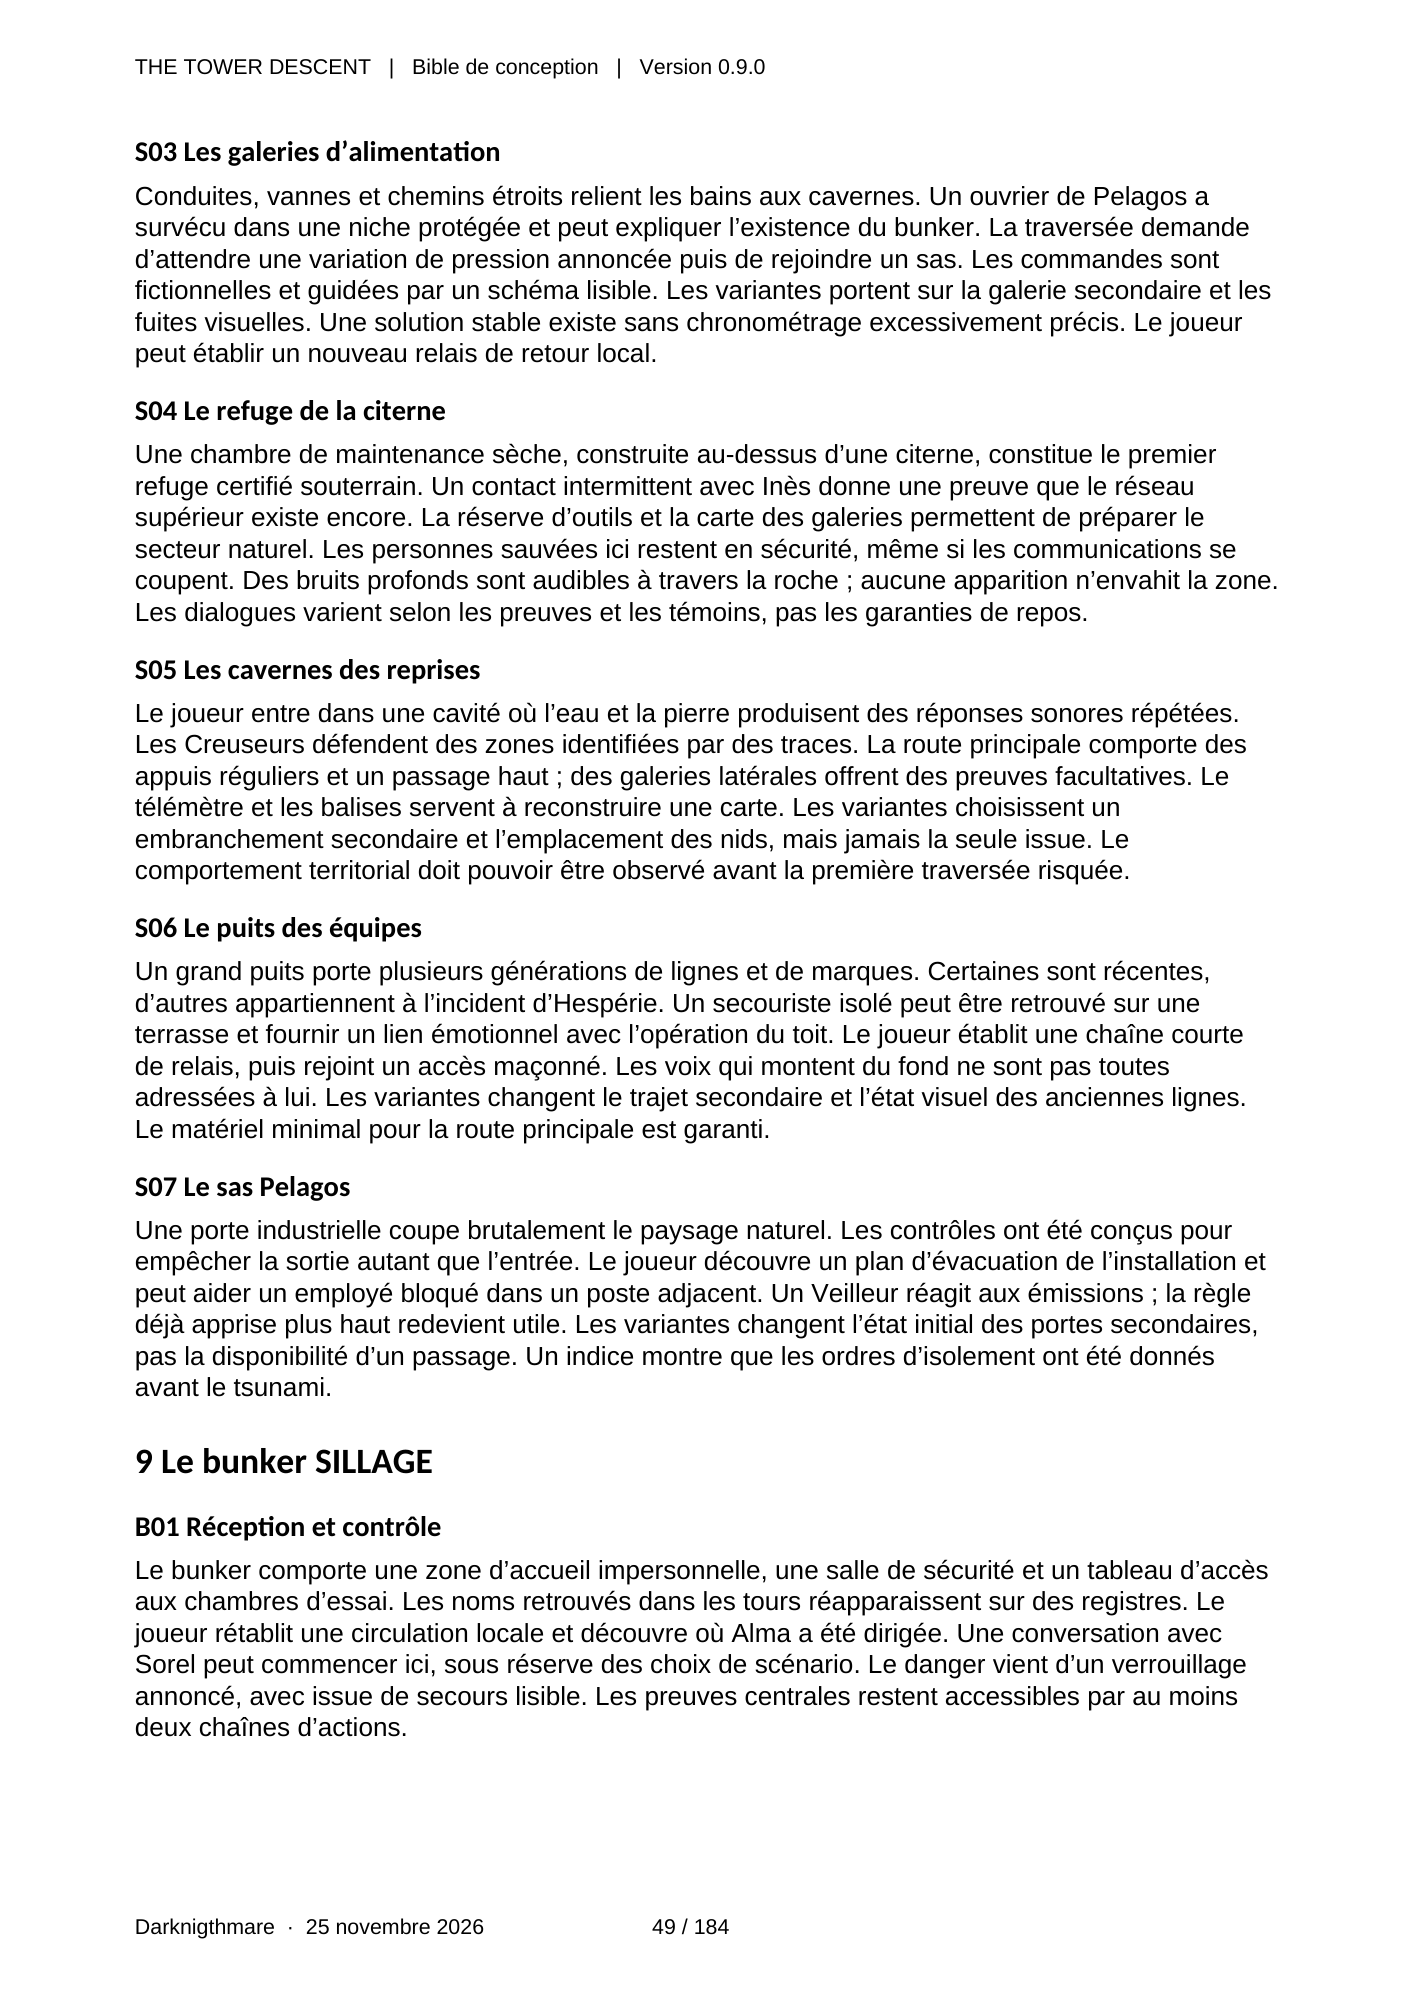 THE TOWER DESCENT | Bible de conception | Version 0.9.0
S03 Les galeries d’alimentation
Conduites, vannes et chemins étroits relient les bains aux cavernes. Un ouvrier de Pelagos a
survécu dans une niche protégée et peut expliquer l’existence du bunker. La traversée demande
d’attendre une variation de pression annoncée puis de rejoindre un sas. Les commandes sont
fictionnelles et guidées par un schéma lisible. Les variantes portent sur la galerie secondaire et les
fuites visuelles. Une solution stable existe sans chronométrage excessivement précis. Le joueur
peut établir un nouveau relais de retour local.
S04 Le refuge de la citerne
Une chambre de maintenance sèche, construite au-dessus d’une citerne, constitue le premier
refuge certifié souterrain. Un contact intermittent avec Inès donne une preuve que le réseau
supérieur existe encore. La réserve d’outils et la carte des galeries permettent de préparer le
secteur naturel. Les personnes sauvées ici restent en sécurité, même si les communications se
coupent. Des bruits profonds sont audibles à travers la roche ; aucune apparition n’envahit la zone.
Les dialogues varient selon les preuves et les témoins, pas les garanties de repos.
S05 Les cavernes des reprises
Le joueur entre dans une cavité où l’eau et la pierre produisent des réponses sonores répétées.
Les Creuseurs défendent des zones identifiées par des traces. La route principale comporte des
appuis réguliers et un passage haut ; des galeries latérales offrent des preuves facultatives. Le
télémètre et les balises servent à reconstruire une carte. Les variantes choisissent un
embranchement secondaire et l’emplacement des nids, mais jamais la seule issue. Le
comportement territorial doit pouvoir être observé avant la première traversée risquée.
S06 Le puits des équipes
Un grand puits porte plusieurs générations de lignes et de marques. Certaines sont récentes,
d’autres appartiennent à l’incident d’Hespérie. Un secouriste isolé peut être retrouvé sur une
terrasse et fournir un lien émotionnel avec l’opération du toit. Le joueur établit une chaîne courte
de relais, puis rejoint un accès maçonné. Les voix qui montent du fond ne sont pas toutes
adressées à lui. Les variantes changent le trajet secondaire et l’état visuel des anciennes lignes.
Le matériel minimal pour la route principale est garanti.
S07 Le sas Pelagos
Une porte industrielle coupe brutalement le paysage naturel. Les contrôles ont été conçus pour
empêcher la sortie autant que l’entrée. Le joueur découvre un plan d’évacuation de l’installation et
peut aider un employé bloqué dans un poste adjacent. Un Veilleur réagit aux émissions ; la règle
déjà apprise plus haut redevient utile. Les variantes changent l’état initial des portes secondaires,
pas la disponibilité d’un passage. Un indice montre que les ordres d’isolement ont été donnés
avant le tsunami.
9 Le bunker SILLAGE
B01 Réception et contrôle
Le bunker comporte une zone d’accueil impersonnelle, une salle de sécurité et un tableau d’accès
aux chambres d’essai. Les noms retrouvés dans les tours réapparaissent sur des registres. Le
joueur rétablit une circulation locale et découvre où Alma a été dirigée. Une conversation avec
Sorel peut commencer ici, sous réserve des choix de scénario. Le danger vient d’un verrouillage
annoncé, avec issue de secours lisible. Les preuves centrales restent accessibles par au moins
deux chaînes d’actions.
Darknigthmare · 25 novembre 2026 49 / 184